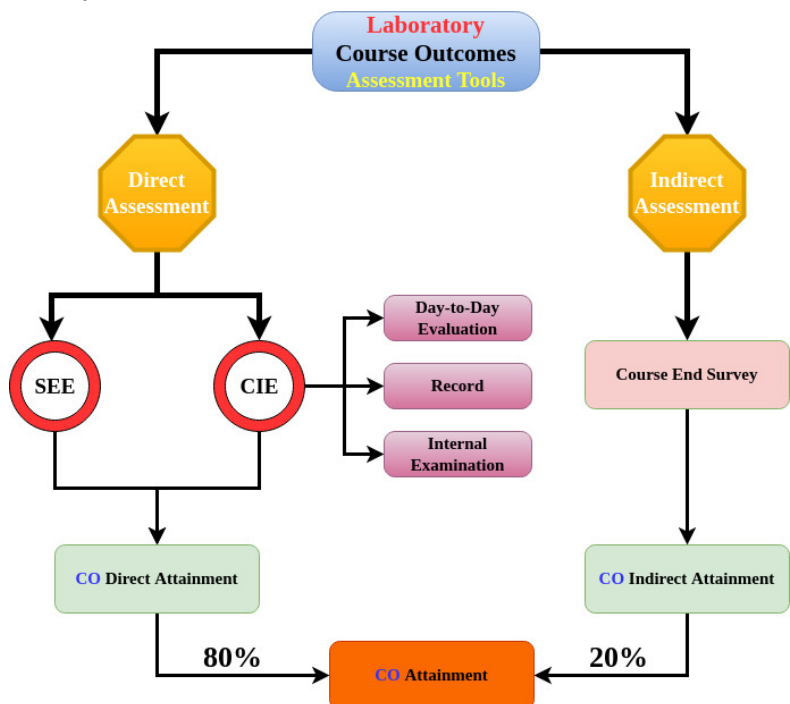 Laboratory
Course Outcomes
Assessment Tools
Direct
Assessment
Indirect
Assessment
Day-to-Day
Evaluation
SEE
CIE
Record
Course End Survey
Internal
Examination
CO Direct Attainment
CO Indirect Attainment
80%
20%
CO Attainment